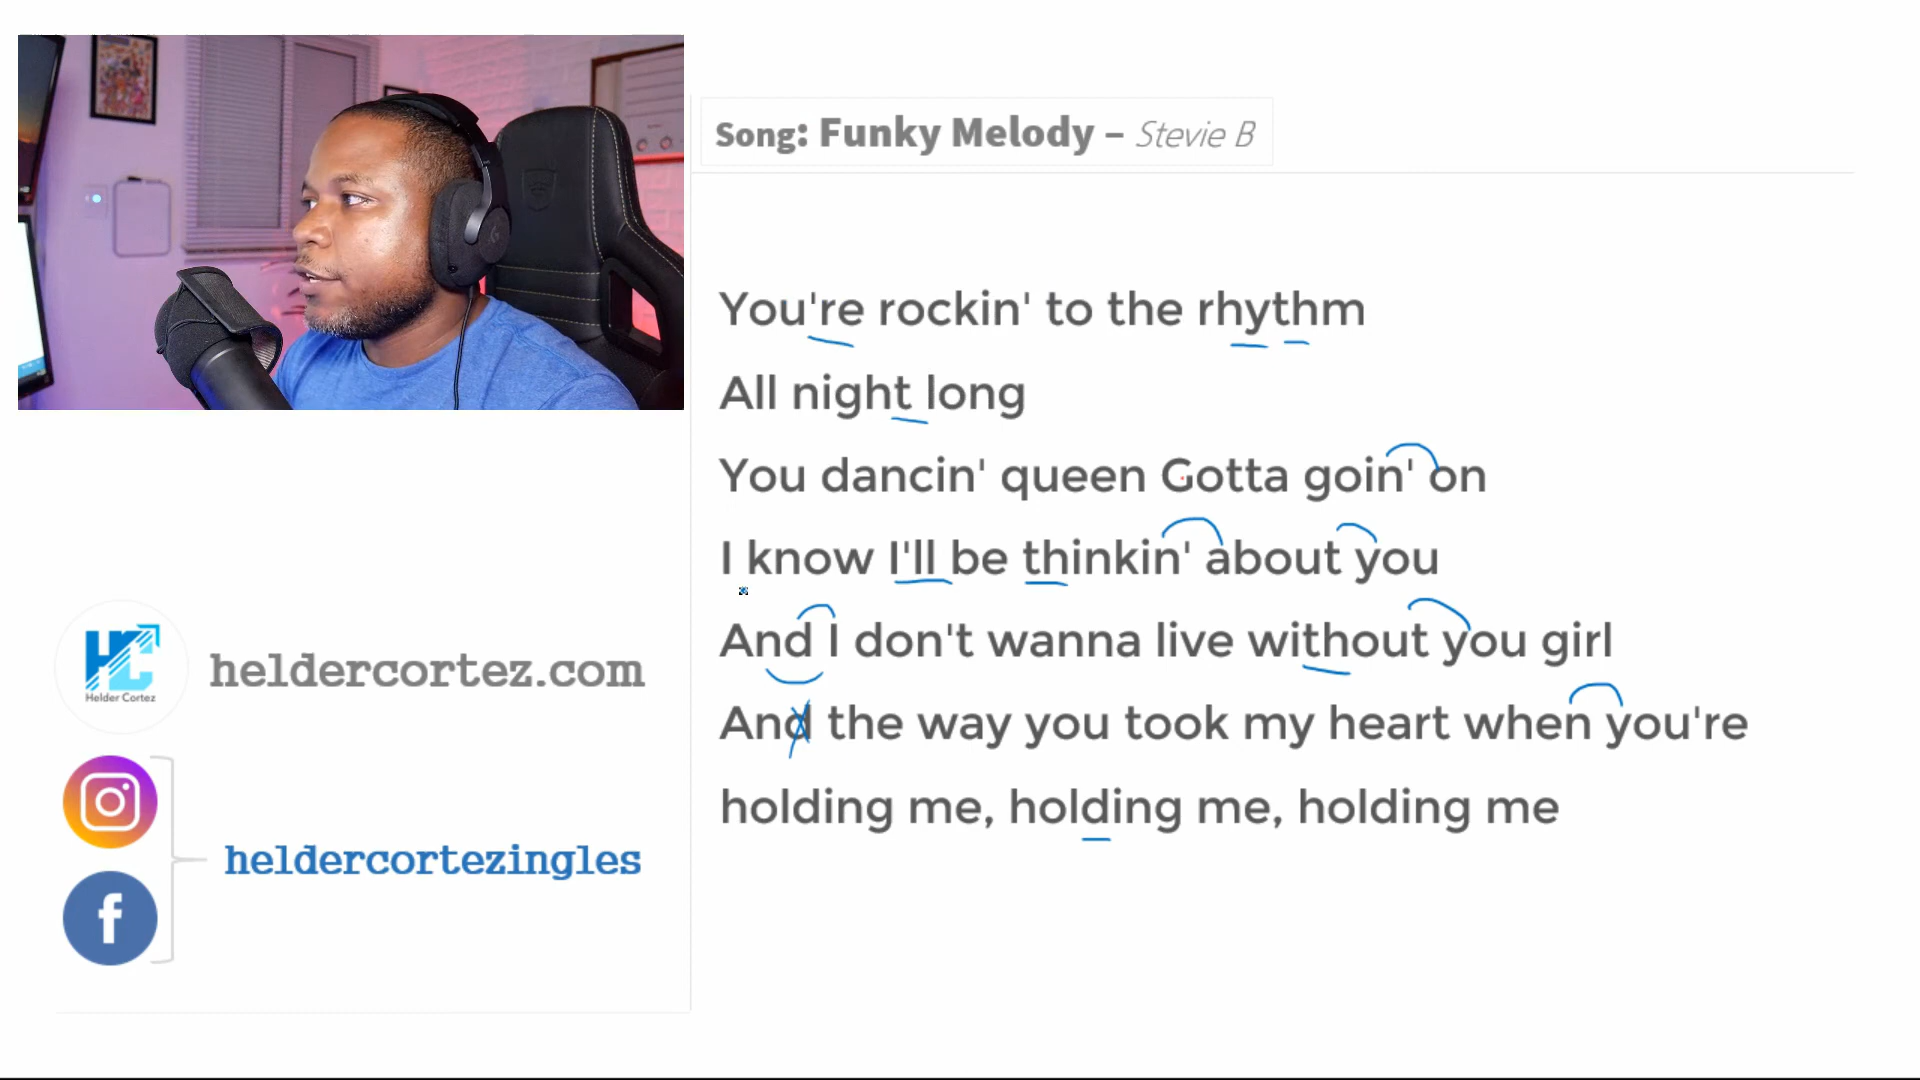 Song: Funky Melody – Stevie B
You're rockin' to the rhythm
All night long
You dancin' queen Gotta goin' on
I know I'll be thinkin' about you
And I don't wanna live without you girl
And the way you took my heart when you're
holding me, holding me, holding me
HC
Helder Cortez
heldercortez.com
heldercortezingles